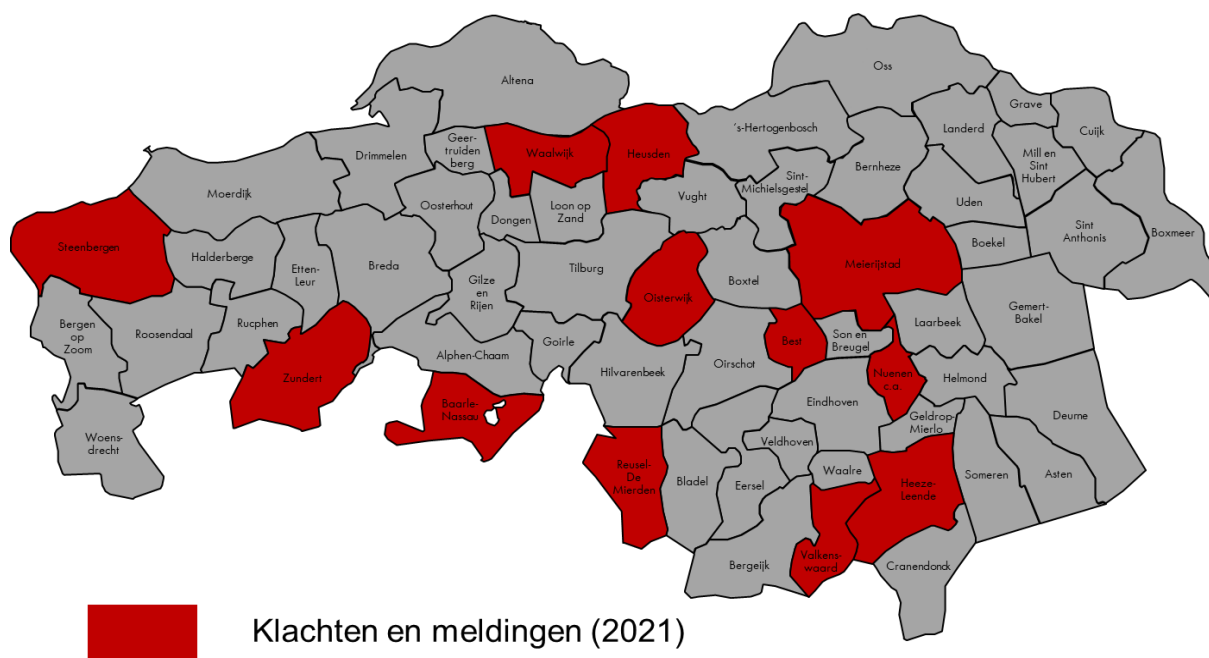 Altena
Oss
Grave
Cuijk
Landerd
's-Hertogenbosch
Geer-
truiden
berg
Waalwijk
Heusden
Drimmelen
Mill en
Sint
Hubert
Bernheze
Sint-
Michielsgestel
Moerdijk
Vught
Oosterhout
Dongen
Loon op
Zand
Uden
Sint
Anthonis
Boxmeer
Steenbergen
Halderberge
Etten-
Leur
Breda
Boekel
Meierijstad
Tilburg
Gilze
en
Rijen
Oisterwijk
Boxtel
Gemert-
Bakel
Bergen
op
Zoom
Roosendaal
Rucphen
Laarbeek
Son en
Breugel
Best
Goirle
Alphen-Chaam
Oirschot
Hilvarenbeek
Zundert
Nuenen
c.a.
Helmond
Baarle-
Nassau
Eindhoven
Geldrop-
Mierlo
Deurne
Woens-
drecht
Veldhoven
Reusel-
De
Mierden
Waalre
Bladel
Eersel
Heeze-
Leende
Someren
Asten
Bergeijk
Valkens-
waard
Cranendonck
Klachten en meldingen (2021)